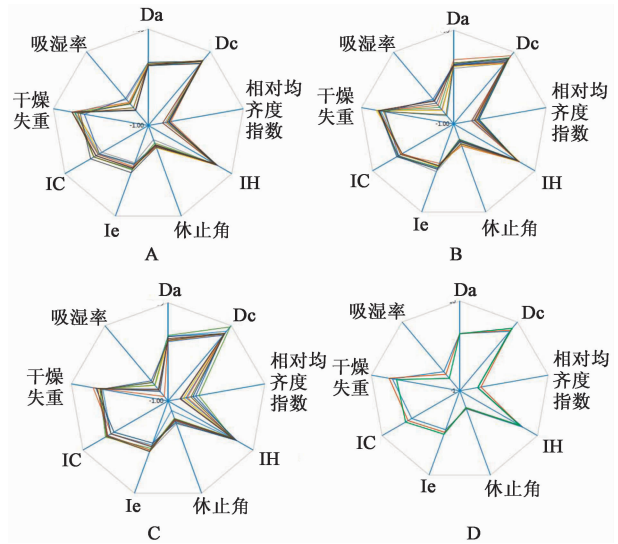 Da
Dc
吸湿率
干燥
失重
相对均
齐度
指数
-1.00
IC
IH
Ie
休止角
A
Da
Dc
吸湿率
干燥
失重
相对均
齐度
指数
-1.00
IC
IH
Ie
休止角
B
Da
Dc
吸湿率
干燥
失重
相对均
齐度
指数
-1.00
IC
IH
Ie
休止角
C
Da
Dc
吸湿率
干燥
失重
相对均
齐度
指数
IC
IH
Ie
休止角
D